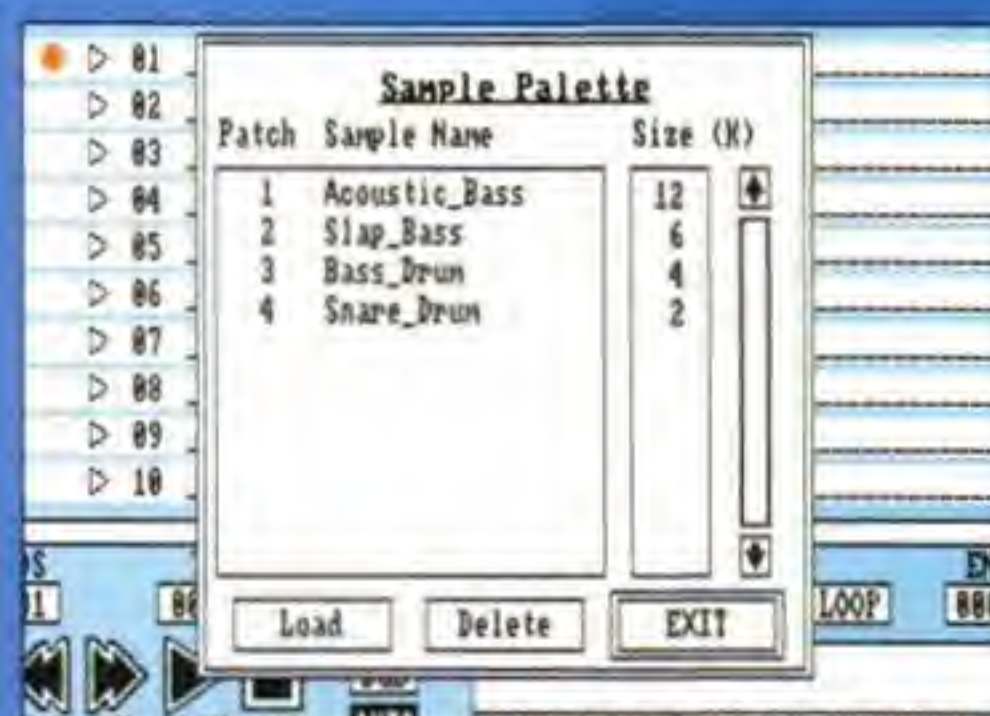 Sample Palette
Patch Sample Name Size (K)
1 Acoustic_Bass 12
2 Slap_Bass 6
3 Bass_Drum 4
4 Snare_Drum 2
Load Delete EXIT
01
02
03
04
05
06
07
08
09
10
LOOP